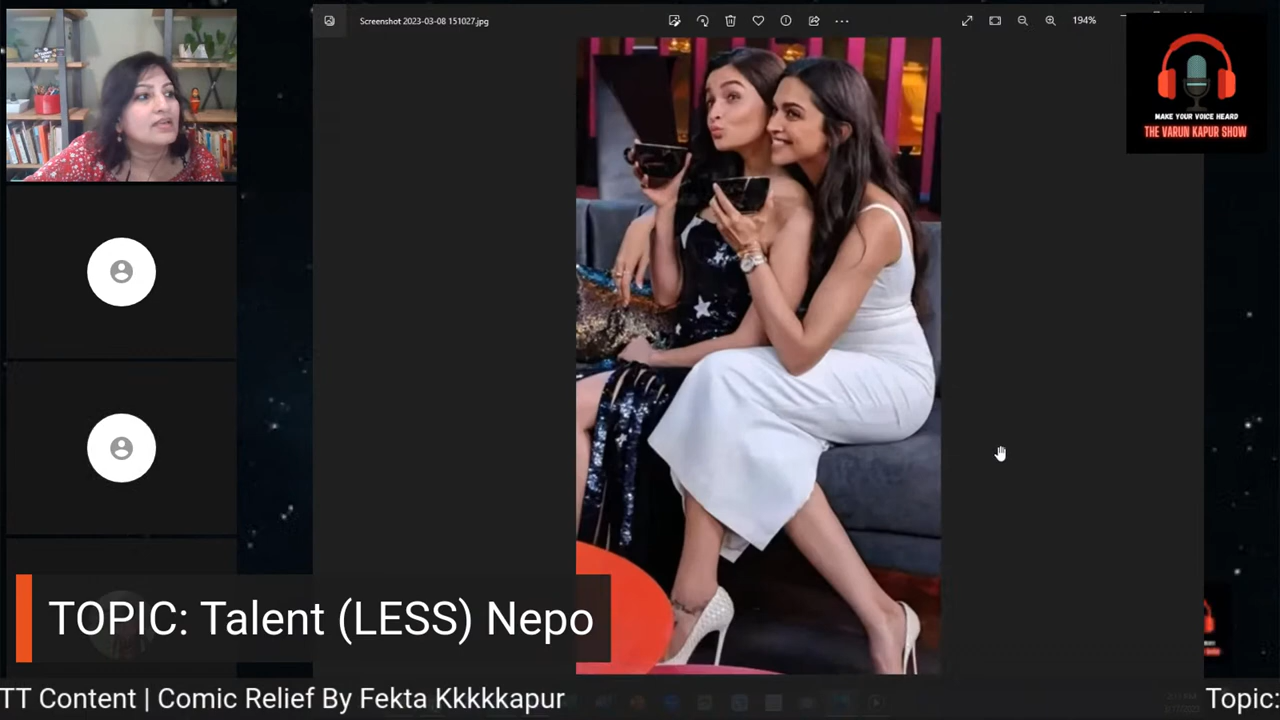 Screenshot 2023-03-08 151027.jpg
194%
MAKE YOUR VOICE HEARD
THE VARUN KAPUR SHOW
TOPIC: Talent (LESS) Nepo
TT Content | Comic Relief By Fekta Kkkkkapur
Topic: